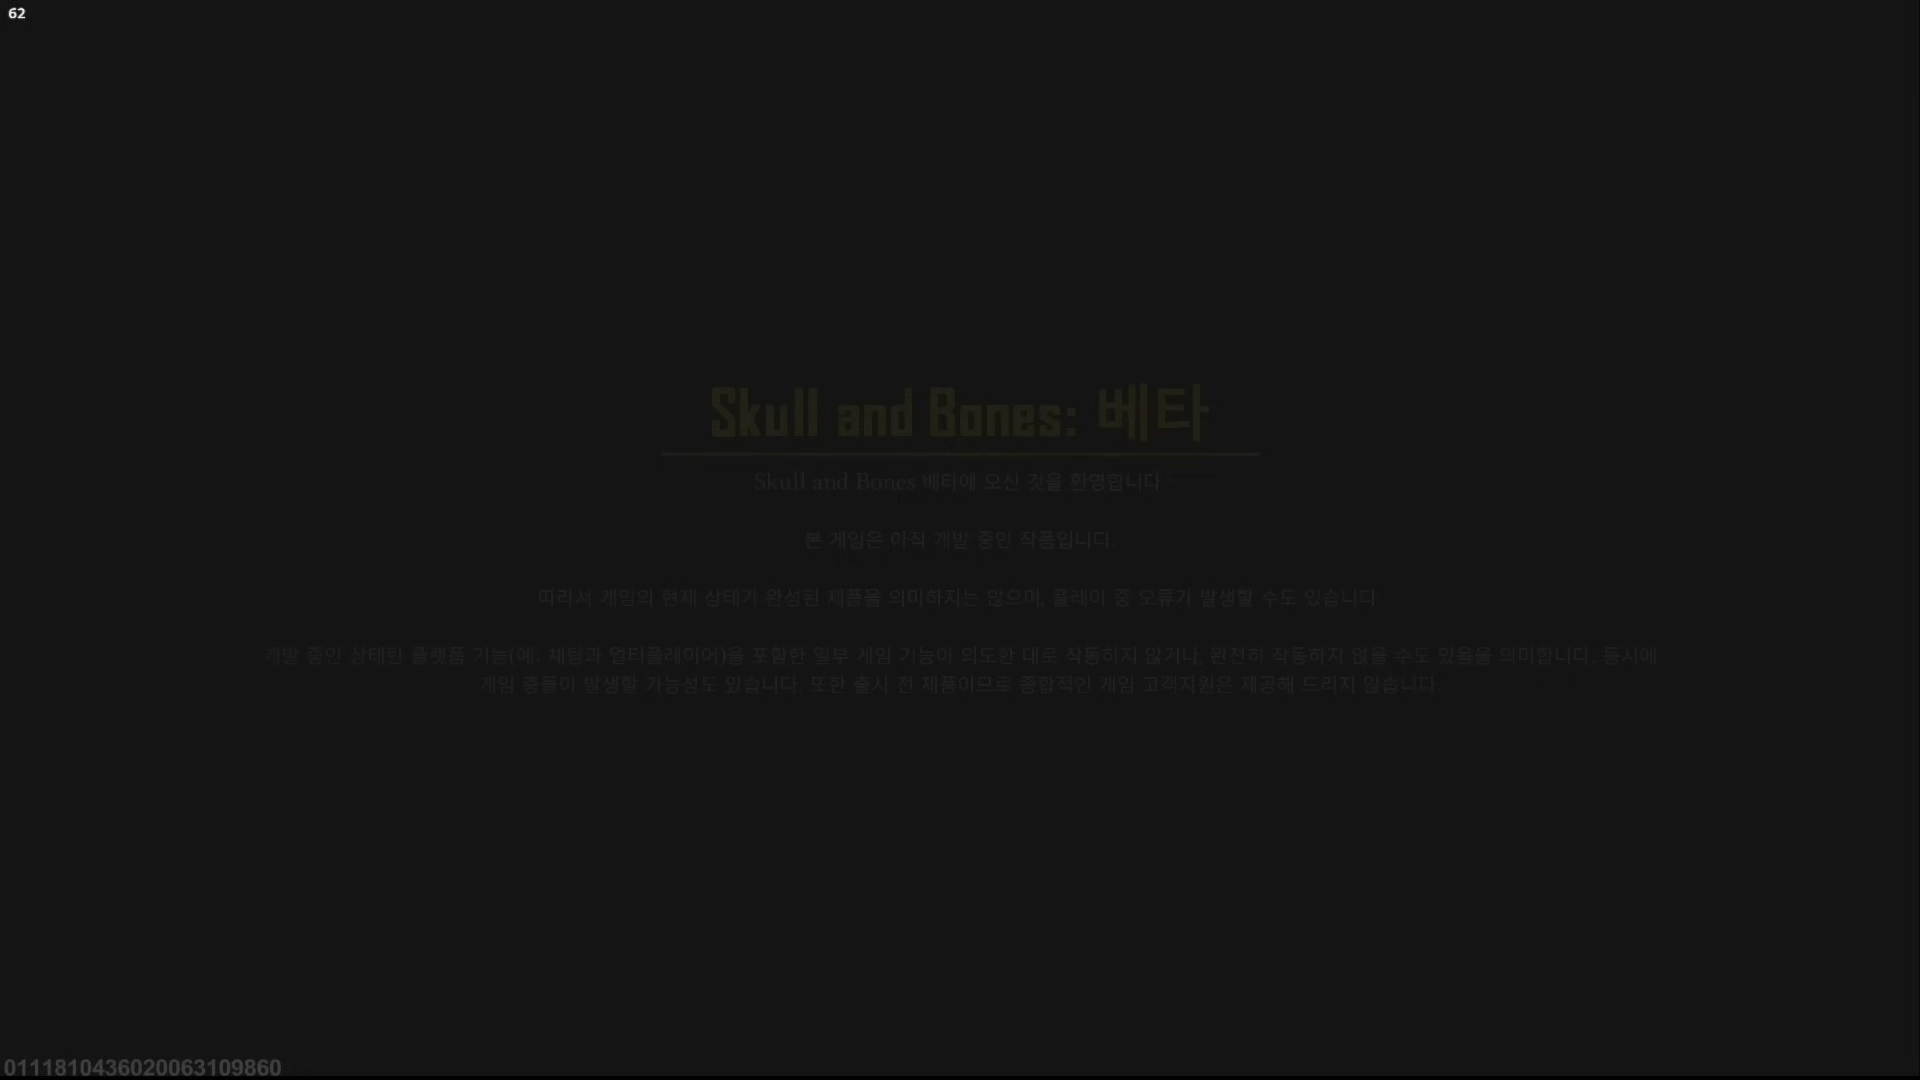 62
Skull and Bones: 베타
Skull and Bones 베타에 오신 것을 환영합니다
본 게임은 아직 개발 중인 작품입니다.
따라서 게임의 현재 상태가 완성된 제품을 의미하지는 않으며, 플레이 중 오류가 발생할 수도 있습니다
개발 중인 상태란 플랫폼 기능(예: 채팅과 멀티플레이어)을 포함한 일부 게임 기능이 의도한 대로 작동하지 않거나, 완전히 작동하지 않을 수도 있음을 의미합니다. 동시에
게임 충돌이 발생할 가능성도 있습니다. 또한 출시 전 제품이므로 종합적인 게임 고객지원은 제공해 드리지 않습니다.
0111810436020063109860